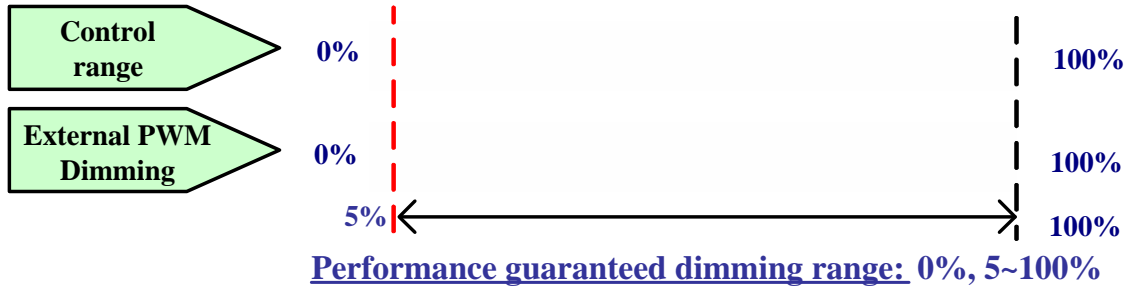 Control
range
0%
100%
External PWM
Dimming
0%
100%
5%
100%
Performance guaranteed dimming range: 0%, 5~100%